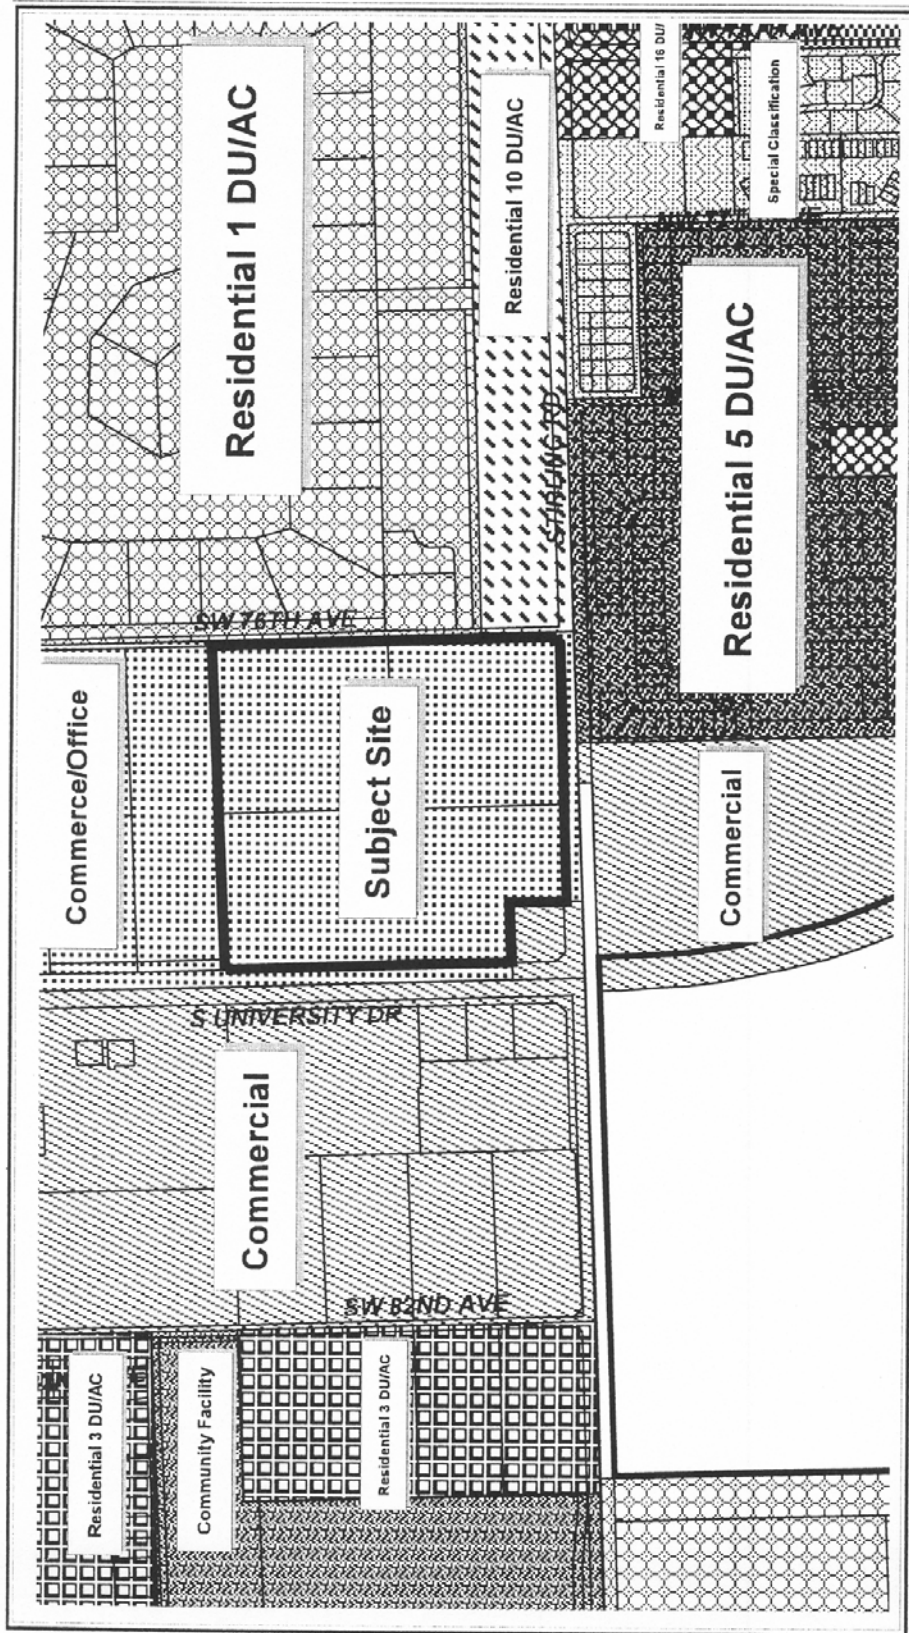 Residential 3 DU/AC
Commerce/Office
Community Facility
Commercial
Residential 1 DU/AC
S UNIVERSITY DR
SW 76TH AVE
Residential 3 DU/AC
SW 82ND AVE
Subject Site
Residential 10 DU/AC
STIRLING RD
Commercial
Residential 5 DU/AC
Residential 16 DU/
Special Classification